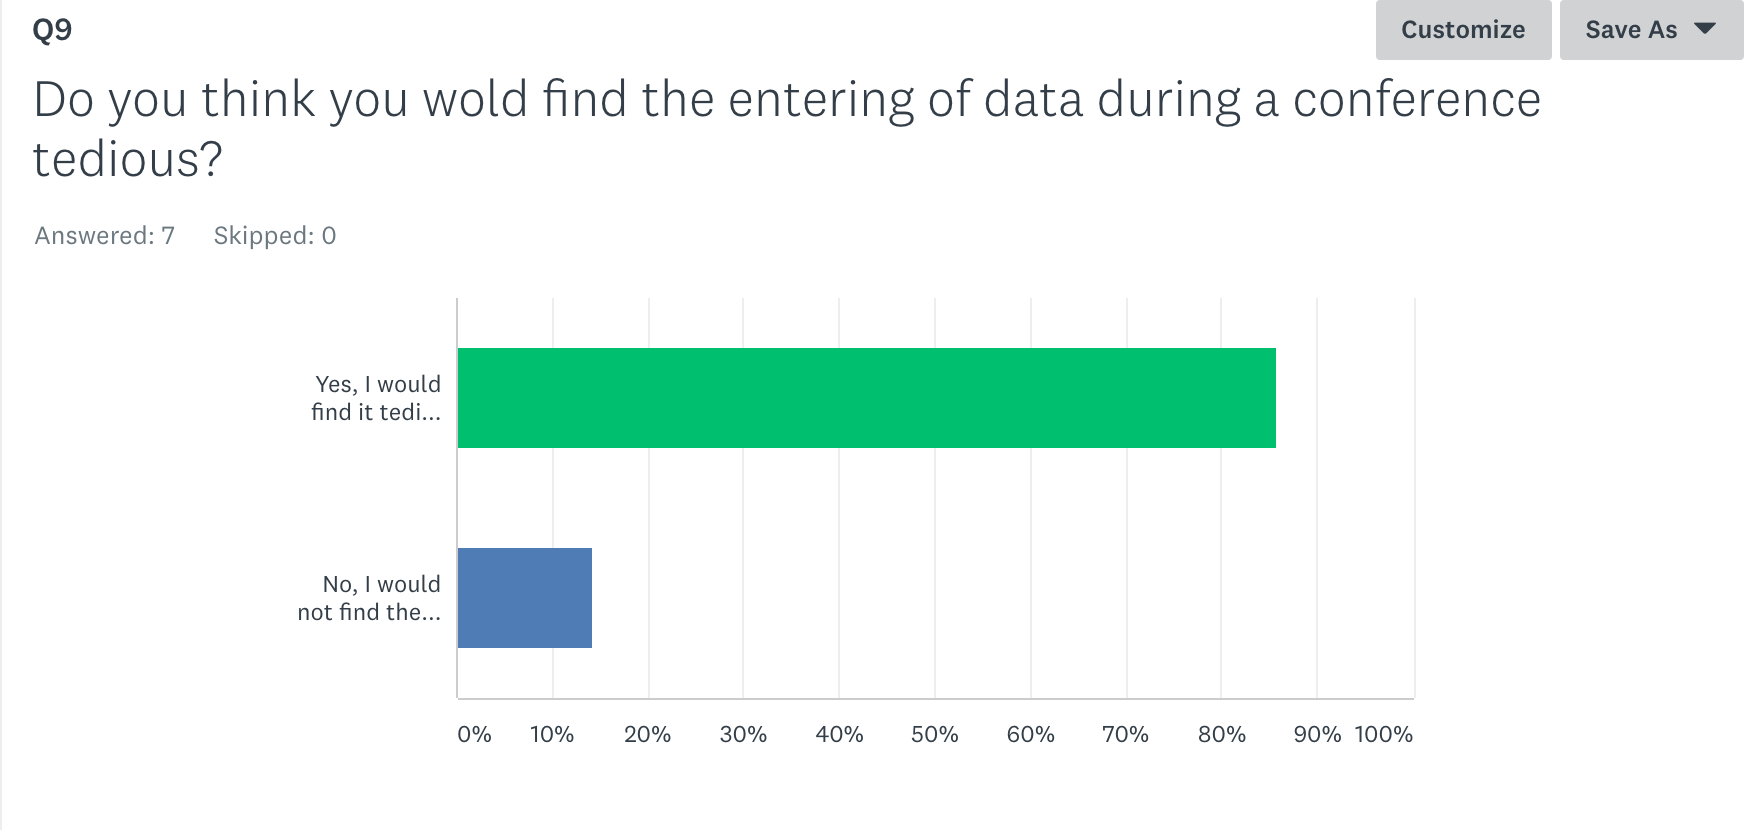 Q9
Customize
Save As
Do you think you wold find the entering of data during a conference
tedious?
Answered: 7 Skipped: 0
Yes, I would
find it tedi...
No, I would
not find the...
0% 10% 20% 30% 40% 50% 60% 70% 80% 90% 100%